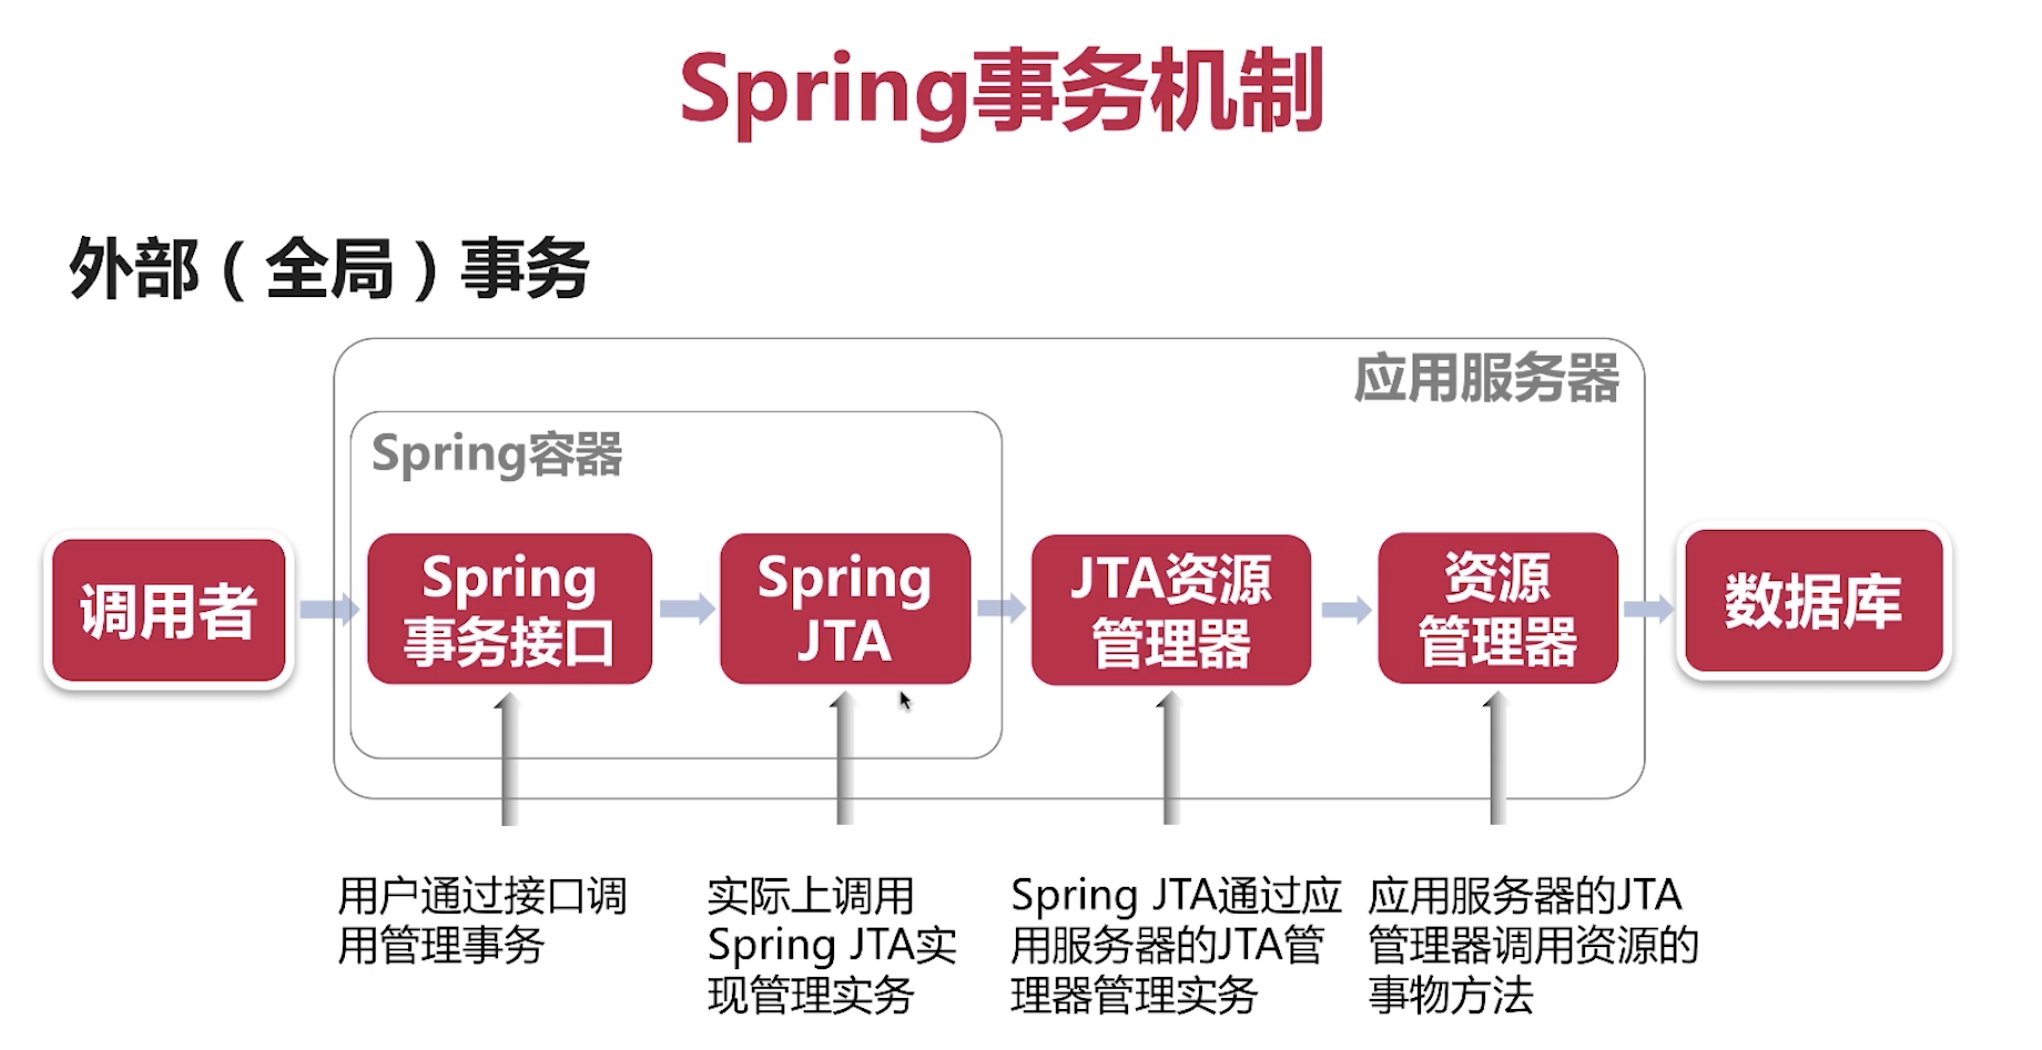 Spring事务机制
外部（全局）事务
应用服务器
Spring容器
调用者
Spring
事务接口
Spring
JTA
JTA资源
管理器
资源
管理器
数据库
用户通过接口调
用管理事务
实际上调用
Spring JTA实
现管理实务
Spring JTA通过应
用服务器的JTA管
理器管理实务
应用服务器的JTA
管理器调用资源的
事物方法